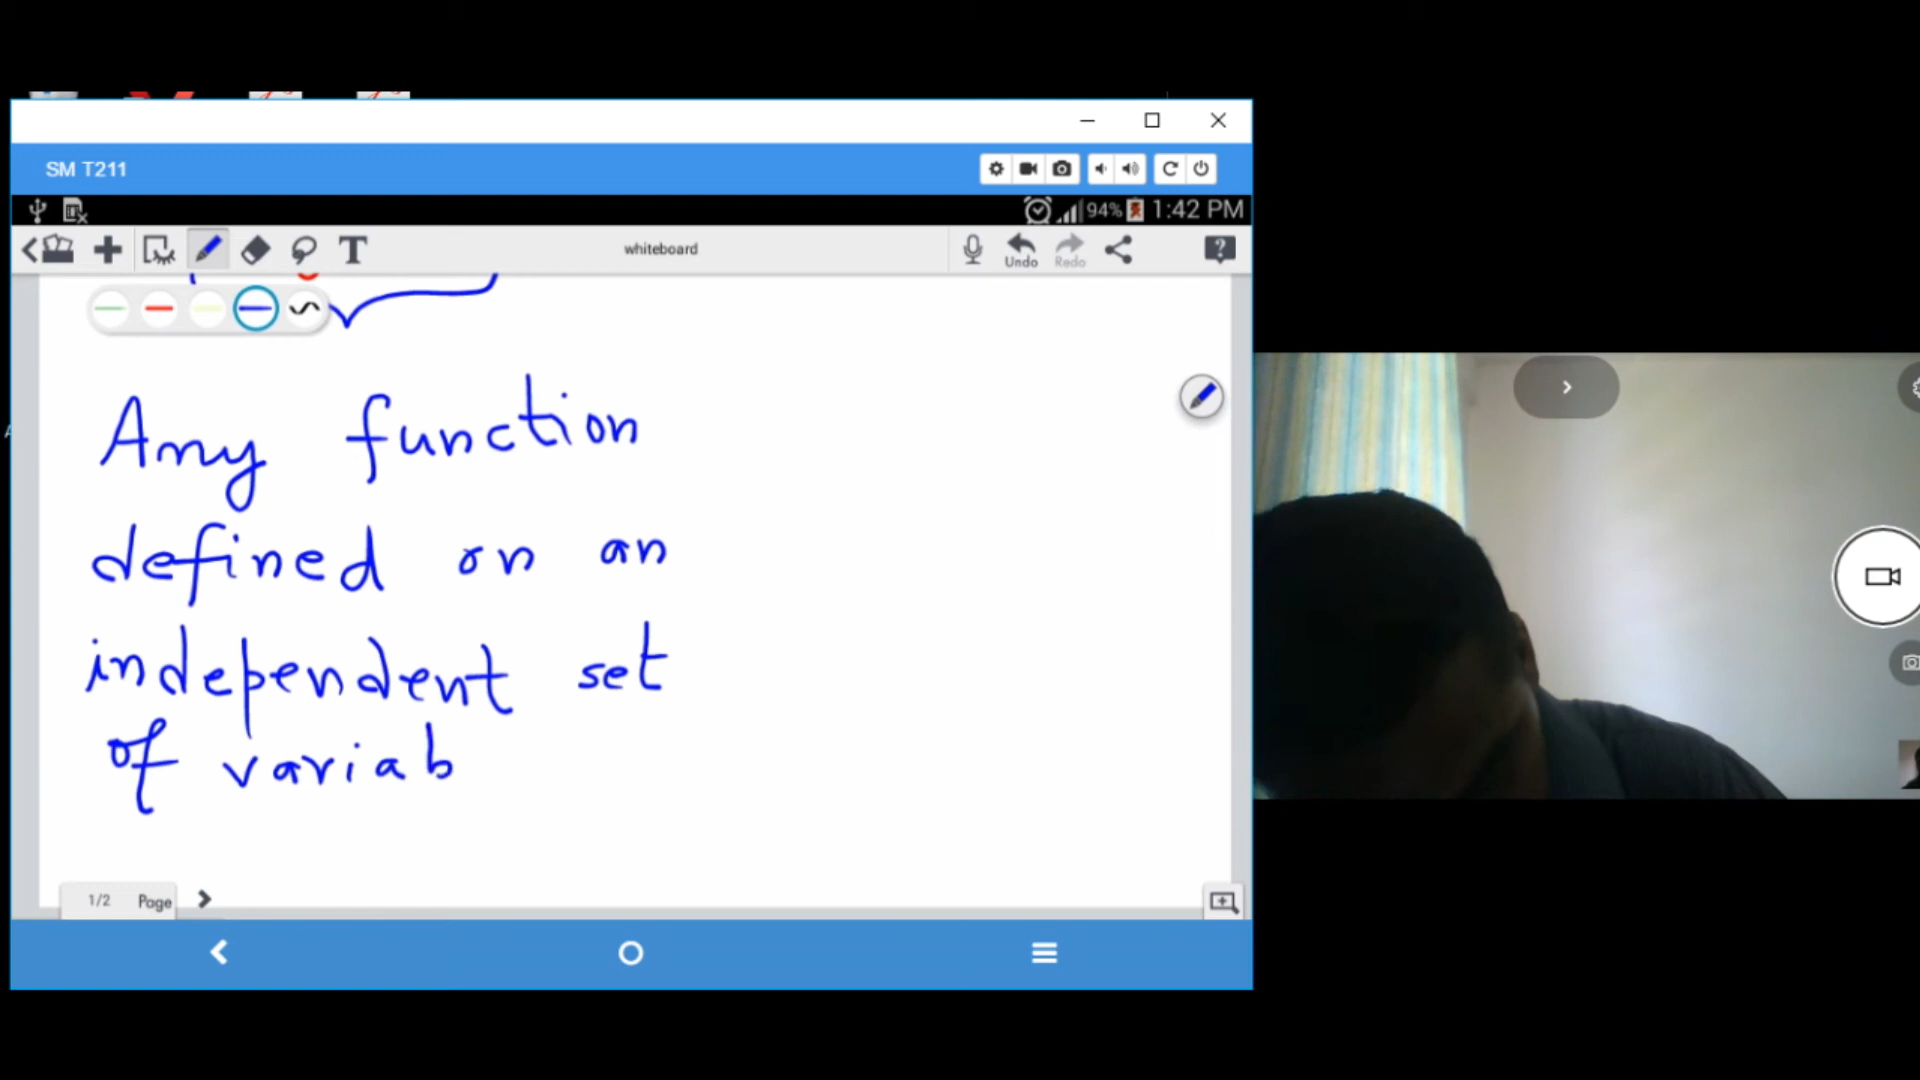 SM T211
94% 1:42 PM
whiteboard
Undo
Redo
T
?
Any function
defined on an
independent set
of variab
1/2 Page